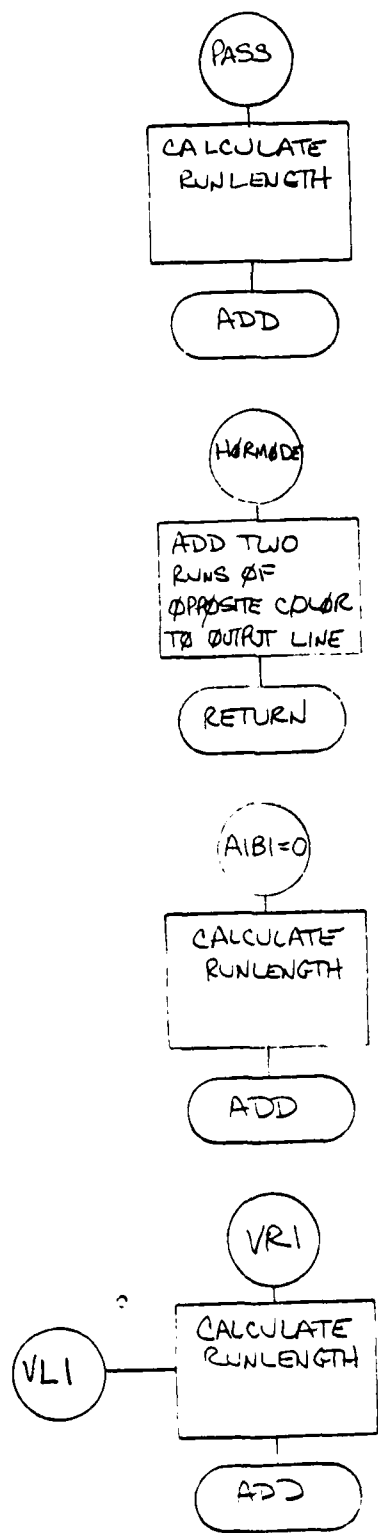 PASS
CALCULATE
RUNLENGTH
ADD
HØRMØDE
ADD TWO
RUNS ØF
ØPPØSITE CØLØR
TØ ØUTPUT LINE
RETURN
A1B1=0
CALCULATE
RUNLENGTH
ADD
VR1
VL1
CALCULATE
RUNLENGTH
ADD